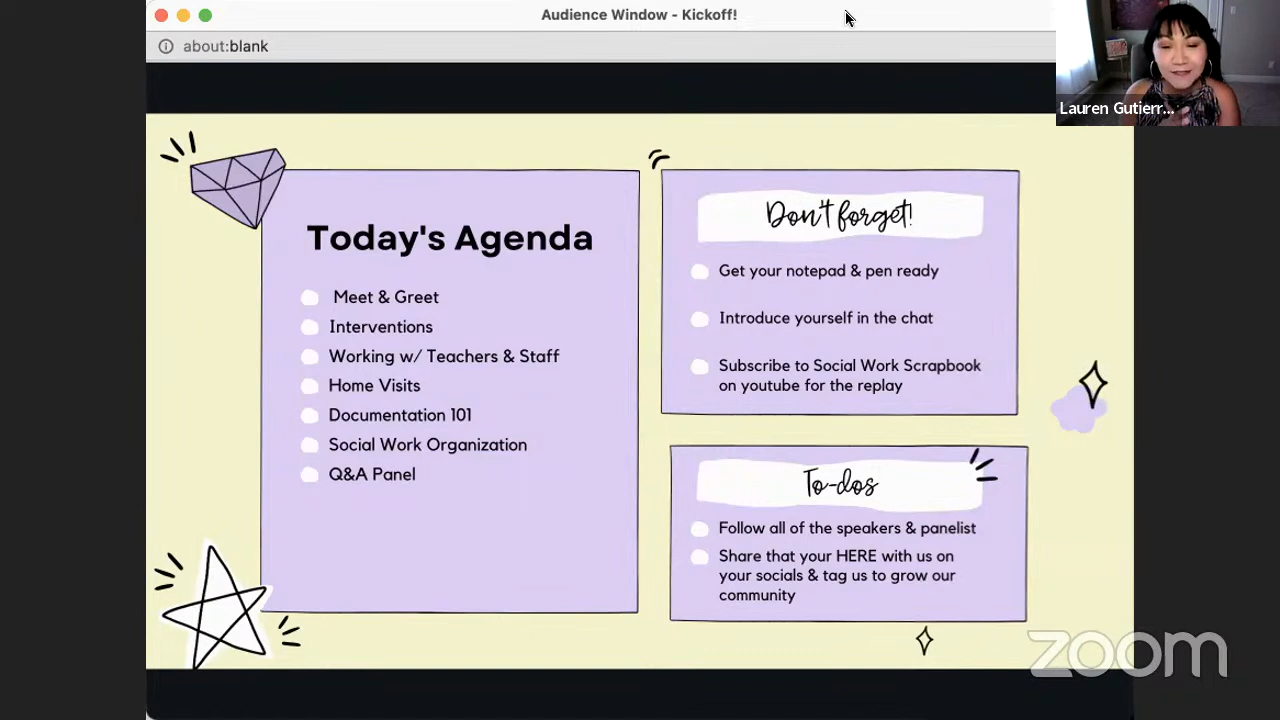 Audience Window - Kickoff!
about:blank
Lauren Gutierr...
Today's Agenda
Meet & Greet
Interventions
Working w/ Teachers & Staff
Home Visits
Documentation 101
Social Work Organization
Q&A Panel
Don't forget!
Get your notepad & pen ready
Introduce yourself in the chat
Subscribe to Social Work Scrapbook
on youtube for the replay
To-dos
Follow all of the speakers & panelist
Share that your HERE with us on
your socials & tag us to grow our
community
zoom